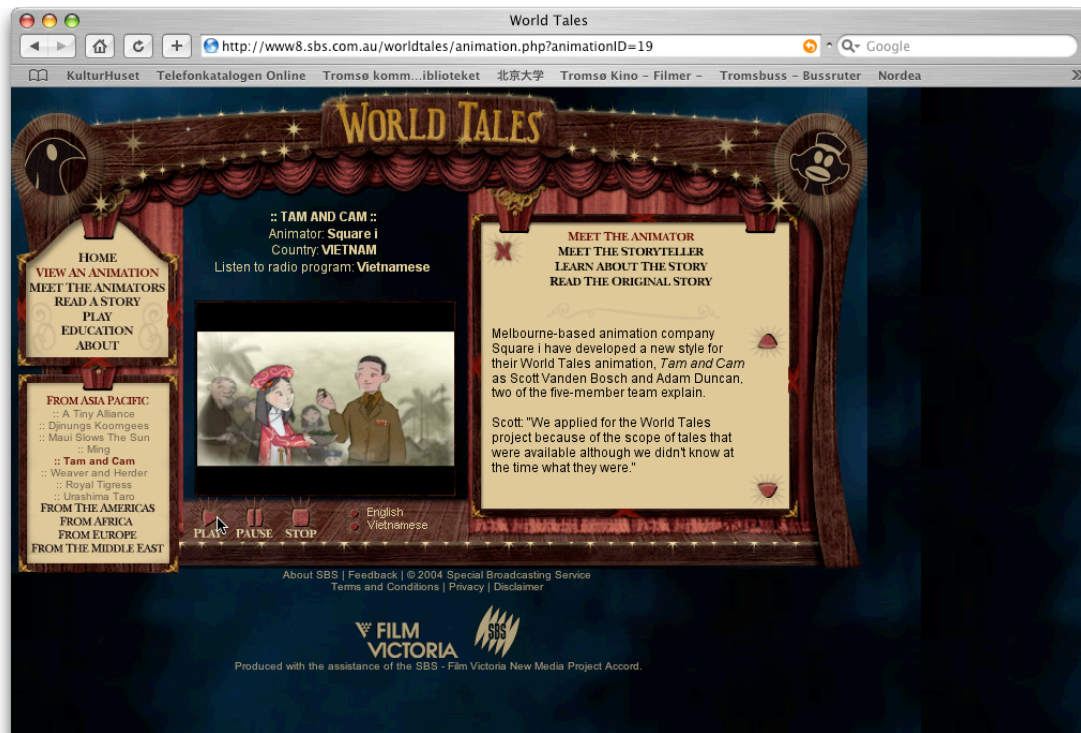 World Tales
http://www8.sbs.com.au/worldtales/animation.php?animationID=19
Google
KulturHuset Telefonkatalogen Online Tromsø komm...iblioteket 北京大学 Tromsø Kino – Filmer – Tromsbuss – Bussruter Nordea
WORLD TALES
:: TAM AND CAM ::
Animator: Square i
Country: VIETNAM
Listen to radio program: Vietnamese
HOME
VIEW AN ANIMATION
MEET THE ANIMATORS
READ A STORY
PLAY
EDUCATION
ABOUT
FROM ASIA PACIFIC
:: A Tiny Alliance
:: Djinungs Koorngees
:: Maui Slows The Sun
:: Ming
:: Tam and Cam
:: Weaver and Herder
:: Royal Tigress
:: Urashima Taro
FROM THE AMERICAS
FROM AFRICA
FROM EUROPE
FROM THE MIDDLE EAST
PLAY PAUSE STOP
English
Vietnamese
X
MEET THE ANIMATOR
MEET THE STORYTELLER
LEARN ABOUT THE STORY
READ THE ORIGINAL STORY
Melbourne-based animation company
Square i have developed a new style for
their World Tales animation, Tam and Cam
as Scott Vanden Bosch and Adam Duncan,
two of the five-member team explain.
Scott: "We applied for the World Tales
project because of the scope of tales that
were available although we didn't know at
the time what they were."
About SBS | Feedback | © 2004 Special Broadcasting Service
Terms and Conditions | Privacy | Disclaimer
FILM
VICTORIA
SBS
Produced with the assistance of the SBS - Film Victoria New Media Project Accord.